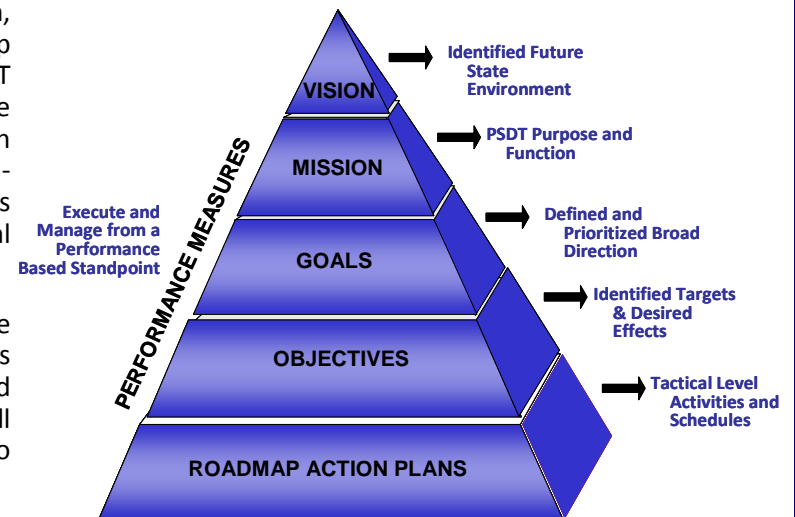 VISION
Identified Future
State
Environment
MISSION
PSDT Purpose and
Function
PERFORMANCE MEASURES
Execute and
Manage from a
Performance
Based Standpoint
GOALS
Defined and
Prioritized Broad
Direction
OBJECTIVES
Identified Targets
& Desired
Effects
ROADMAP ACTION PLANS
Tactical Level
Activities and
Schedules